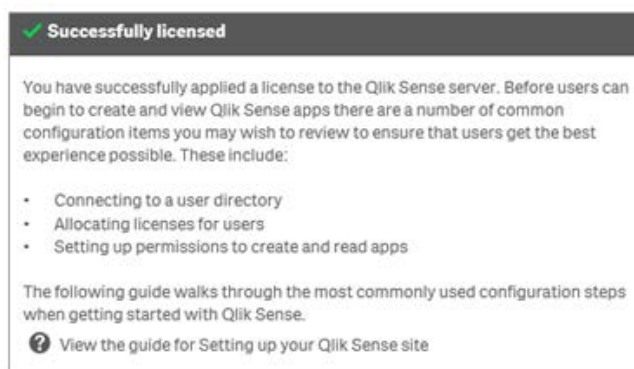 Successfully licensed
You have successfully applied a license to the Qlik Sense server. Before users can
begin to create and view Qlik Sense apps there are a number of common
configuration items you may wish to review to ensure that users get the best
experience possible. These include:
• Connecting to a user directory
• Allocating licenses for users
• Setting up permissions to create and read apps
The following guide walks through the most commonly used configuration steps
when getting started with Qlik Sense.
? View the guide for Setting up your Qlik Sense site